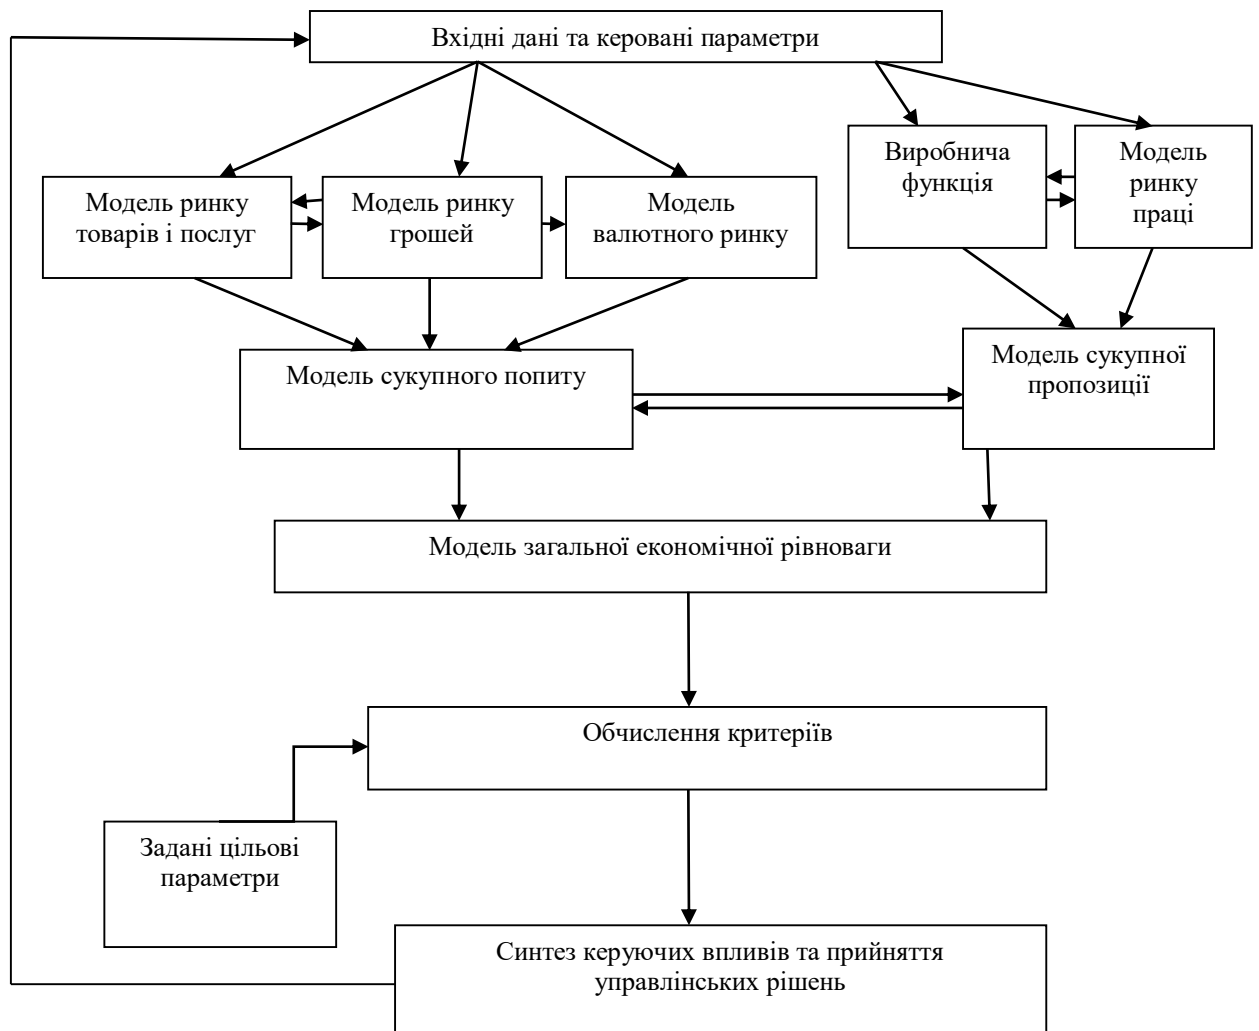 Вхідні дані та керовані параметри
Виробнича
функція
Модель
ринку
праці
Модель ринку
товарів і послуг
Модель ринку
грошей
Модель
валютного ринку
Модель сукупного попиту
Модель сукупної
пропозиції
Модель загальної економічної рівноваги
Обчислення критеріїв
Задані цільові
параметри
Синтез керуючих впливів та прийняття
управлінських рішень